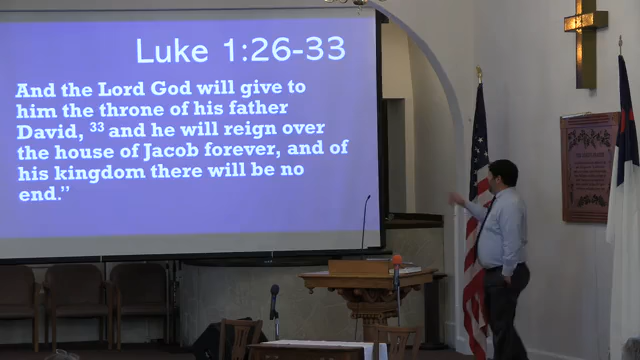 Luke 1:26-33
And the Lord God will give to
him the throne of his father
David, ³³ and he will reign over
the house of Jacob forever, and of
his kingdom there will be no
end.”